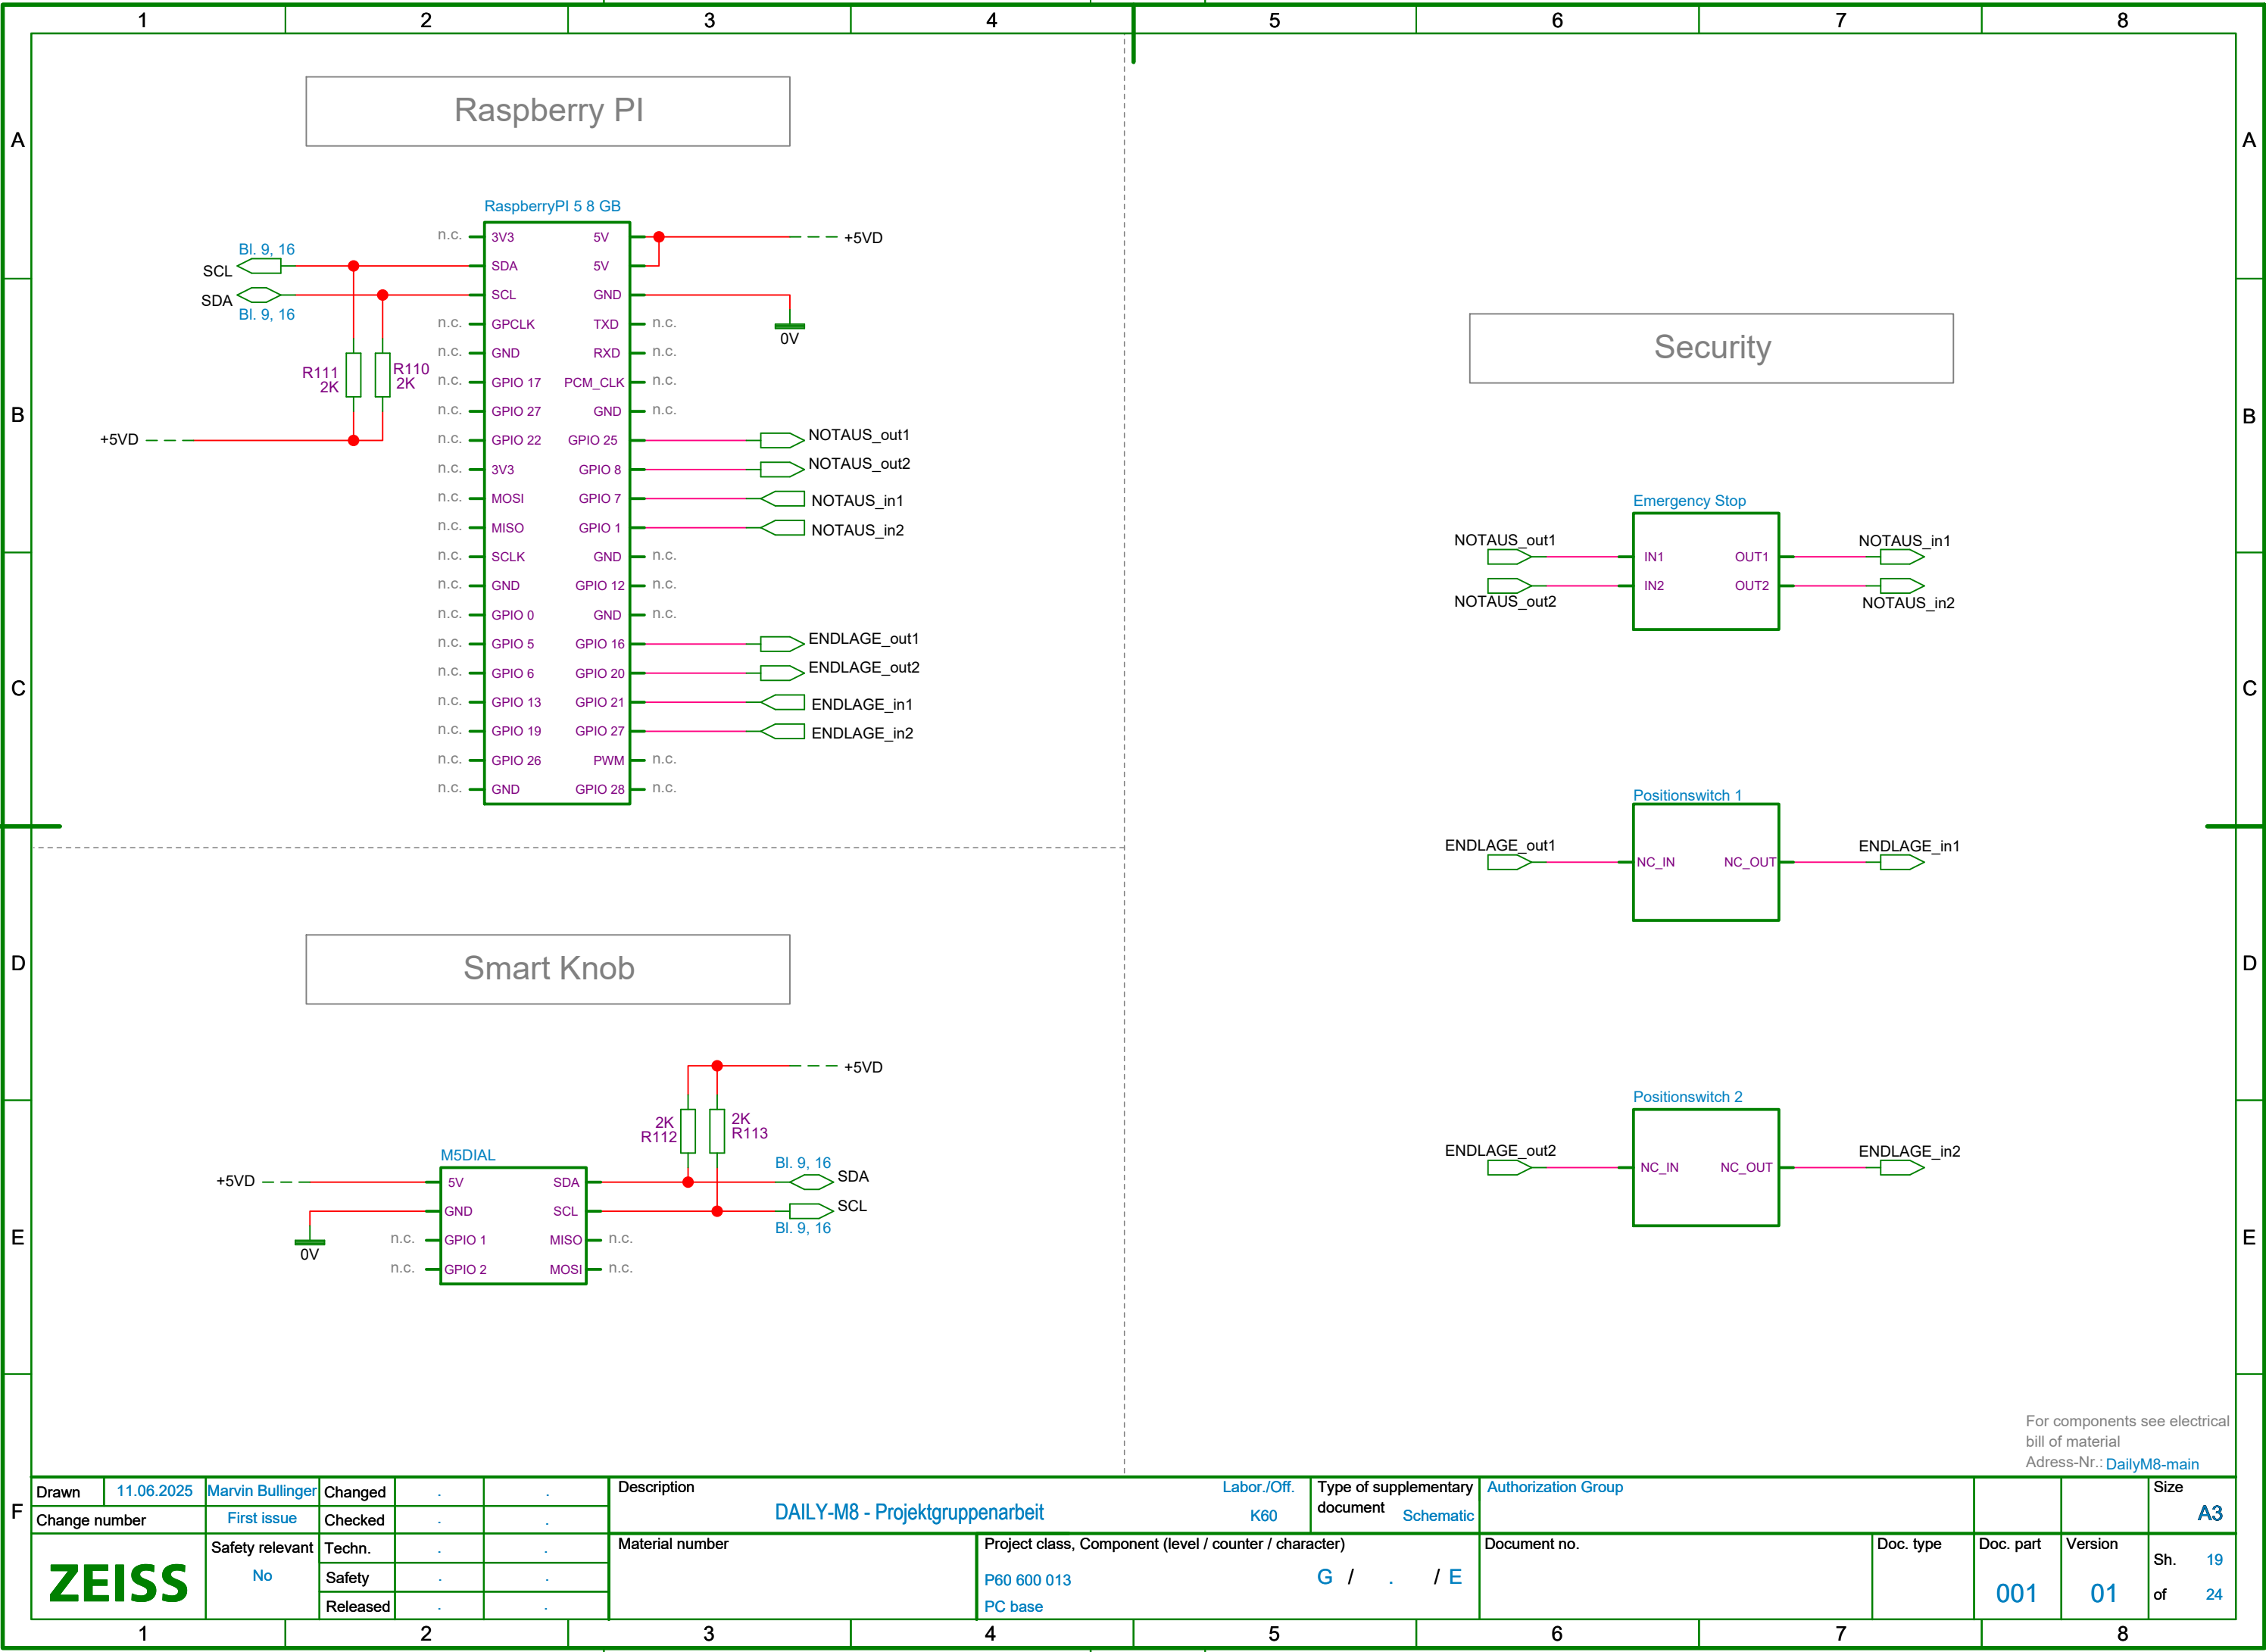 1 2 3 4 5 6 7 8
A A
B B
C C
D D
E E
F
Raspberry PI
RaspberryPI 5 8 GB
n.c. 3V3 5V +5VD
Bl. 9, 16
SCL SDA 5V
SDA SCL GND
Bl. 9, 16
0V
n.c. GPCLK TXD n.c.
n.c. GND RXD n.c.
R111 2K
R110 2K
n.c. GPIO 17 PCM_CLK n.c.
n.c. GPIO 27 GND n.c.
+5VD
n.c. GPIO 22 GPIO 25 NOTAUS_out1
n.c. 3V3 GPIO 8 NOTAUS_out2
n.c. MOSI GPIO 7 NOTAUS_in1
n.c. MISO GPIO 1 NOTAUS_in2
n.c. SCLK GND n.c.
n.c. GND GPIO 12 n.c.
n.c. GPIO 0 GND n.c.
n.c. GPIO 5 GPIO 16 ENDLAGE_out1
n.c. GPIO 6 GPIO 20 ENDLAGE_out2
n.c. GPIO 13 GPIO 21 ENDLAGE_in1
n.c. GPIO 19 GPIO 27 ENDLAGE_in2
n.c. GPIO 26 PWM n.c.
n.c. GND GPIO 28 n.c.
Smart Knob
+5VD
2K R112
2K R113
M5DIAL
Bl. 9, 16
+5VD 5V SDA SDA
GND SCL SCL
Bl. 9, 16
0V
n.c. GPIO 1 MISO n.c.
n.c. GPIO 2 MOSI n.c.
Security
Emergency Stop
NOTAUS_out1 IN1 OUT1 NOTAUS_in1
NOTAUS_out2 IN2 OUT2 NOTAUS_in2
Positionswitch 1
ENDLAGE_out1 NC_IN NC_OUT ENDLAGE_in1
Positionswitch 2
ENDLAGE_out2 NC_IN NC_OUT ENDLAGE_in2
For components see electrical
bill of material
Adress-Nr.: DailyM8-main
Drawn 11.06.2025 Marvin Bullinger Changed . .
Change number First issue Checked . .
ZEISS
Safety relevant
No
Techn. . .
Safety . .
Released . .
Description
DAILY-M8 - Projektgruppenarbeit
Labor./Off.
K60
Type of supplementary
document Schematic
Authorization Group
Size
A3
Material number
Project class, Component (level / counter / character)
P60 600 013 G / . / E
PC base
Document no.
Doc. type
Doc. part
001
Version
01
Sh. 19
of 24
1 2 3 4 5 6 7 8